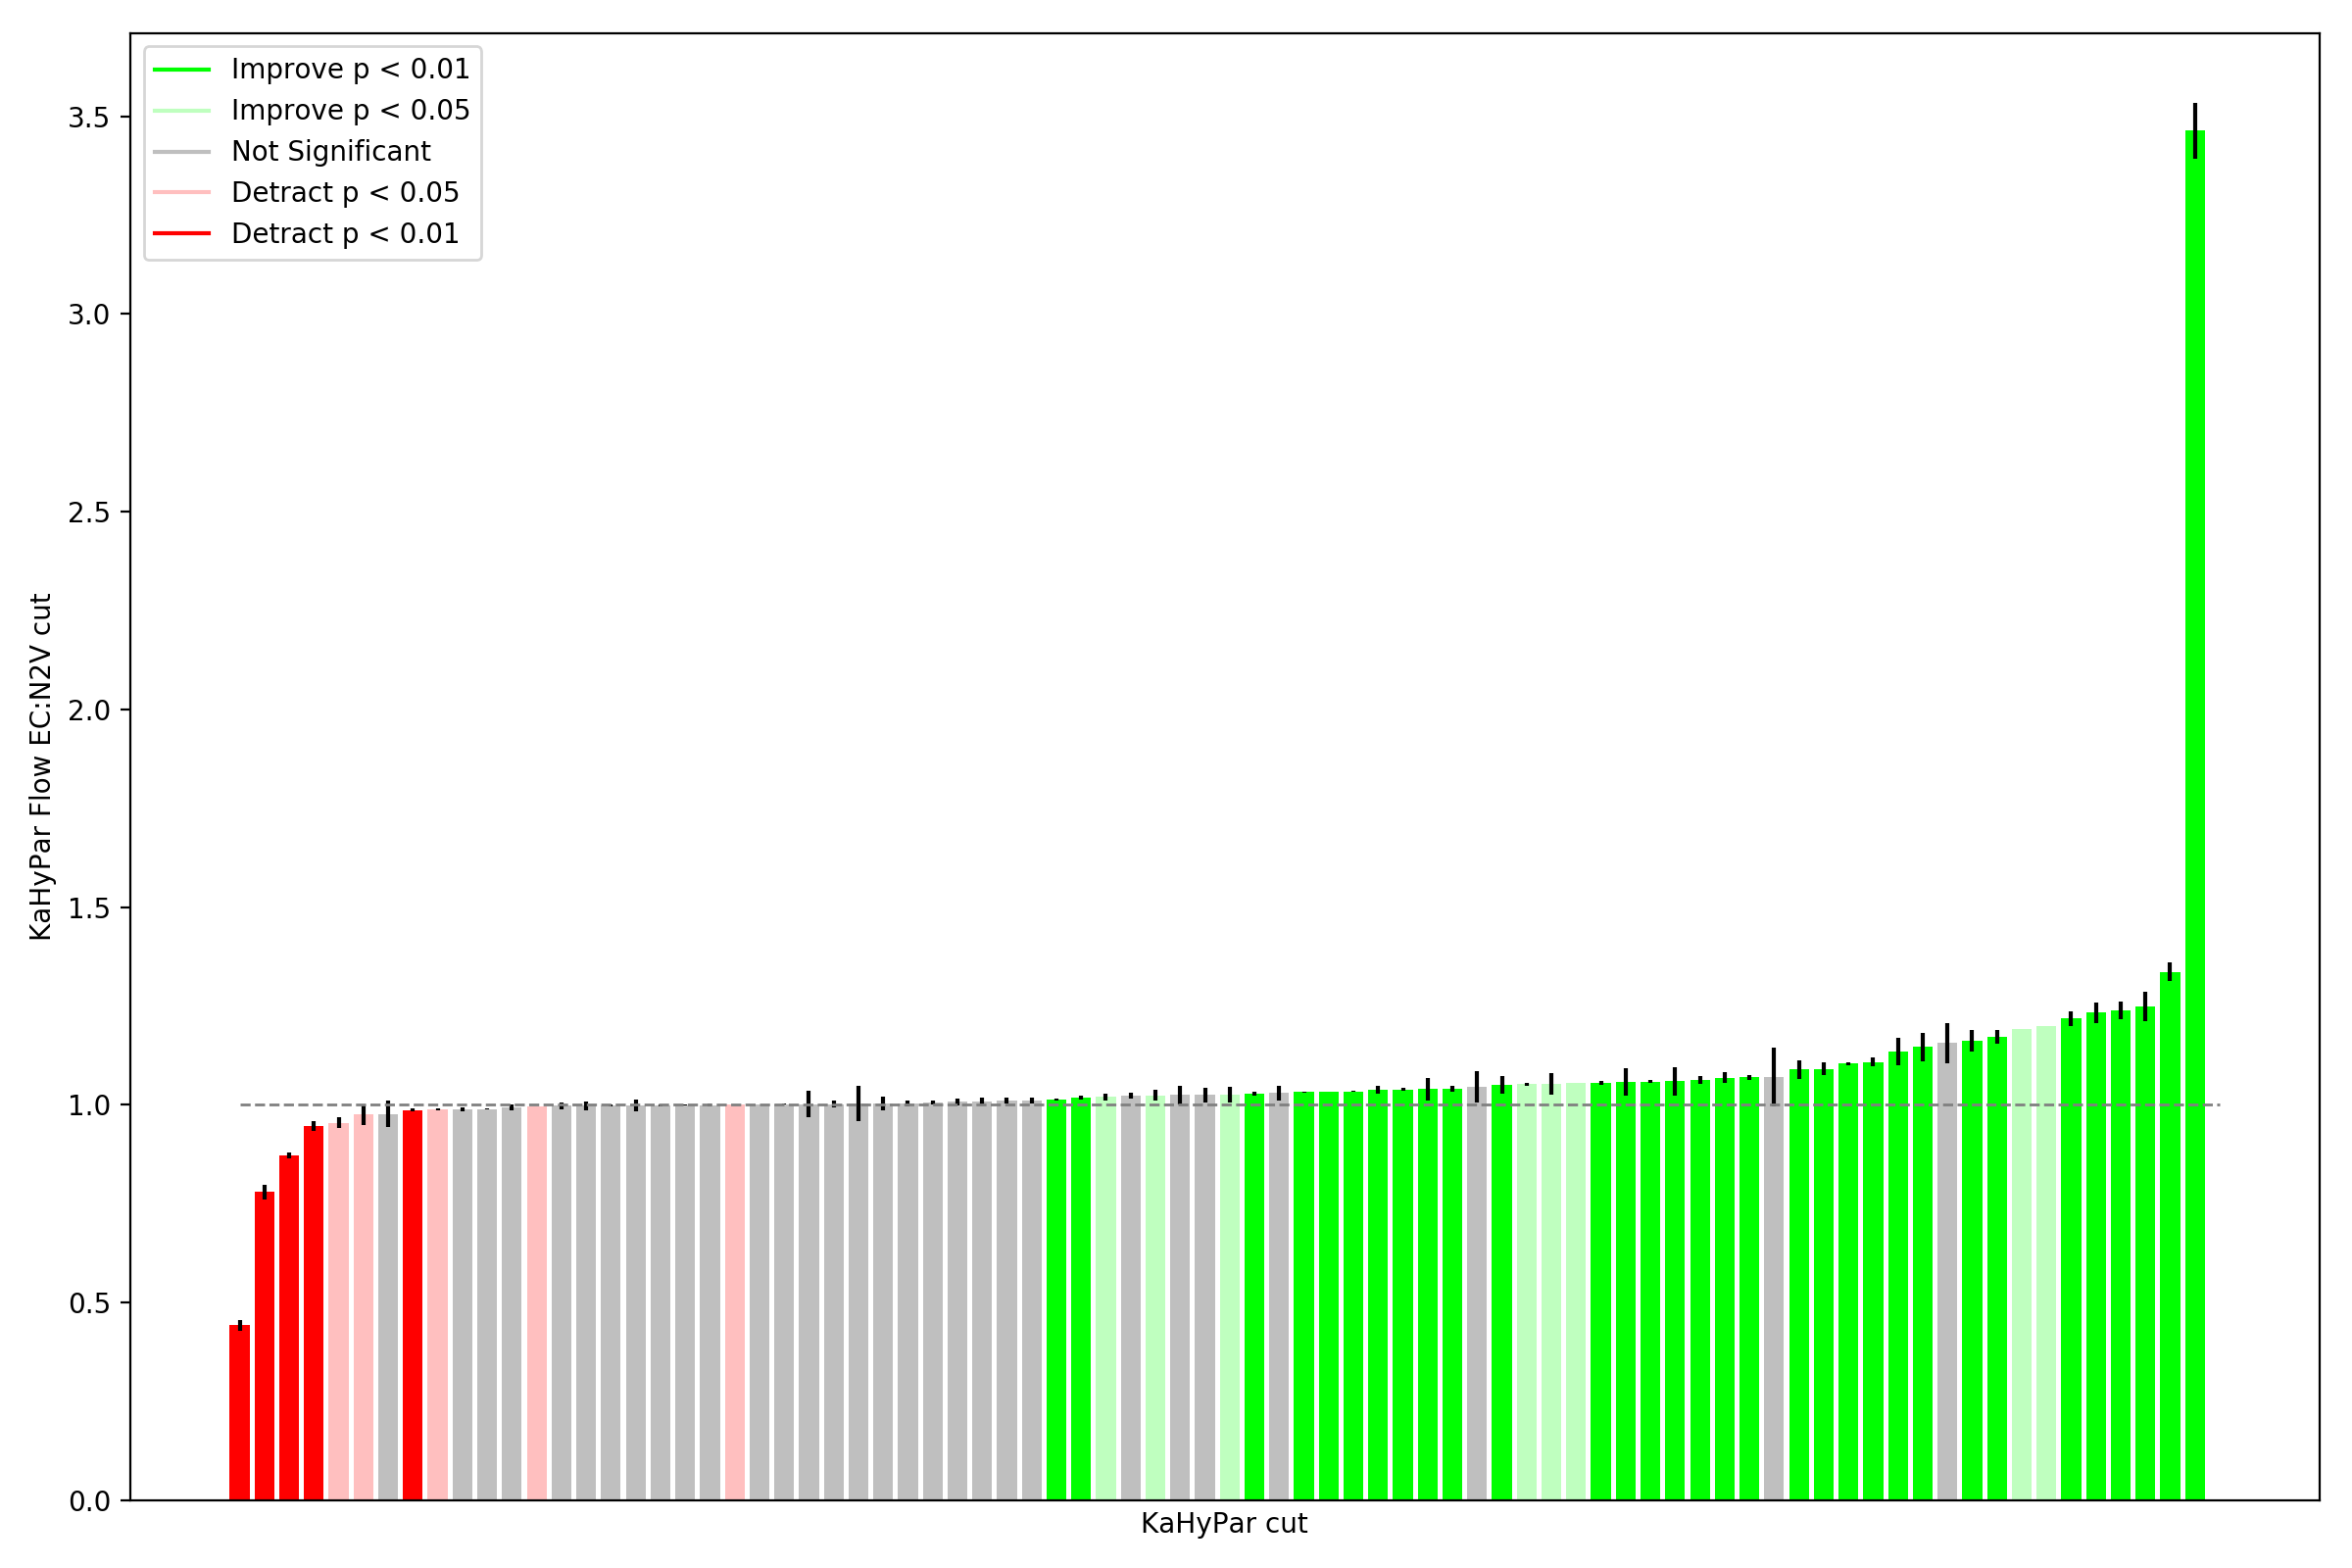 Improve p < 0.01
Improve p < 0.05
Not Significant
Detract p < 0.05
Detract p < 0.01
3.5
3.0
2.5
2.0
1.5
1.0
0.5
0.0
KaHyPar Flow EC:N2V cut
KaHyPar cut